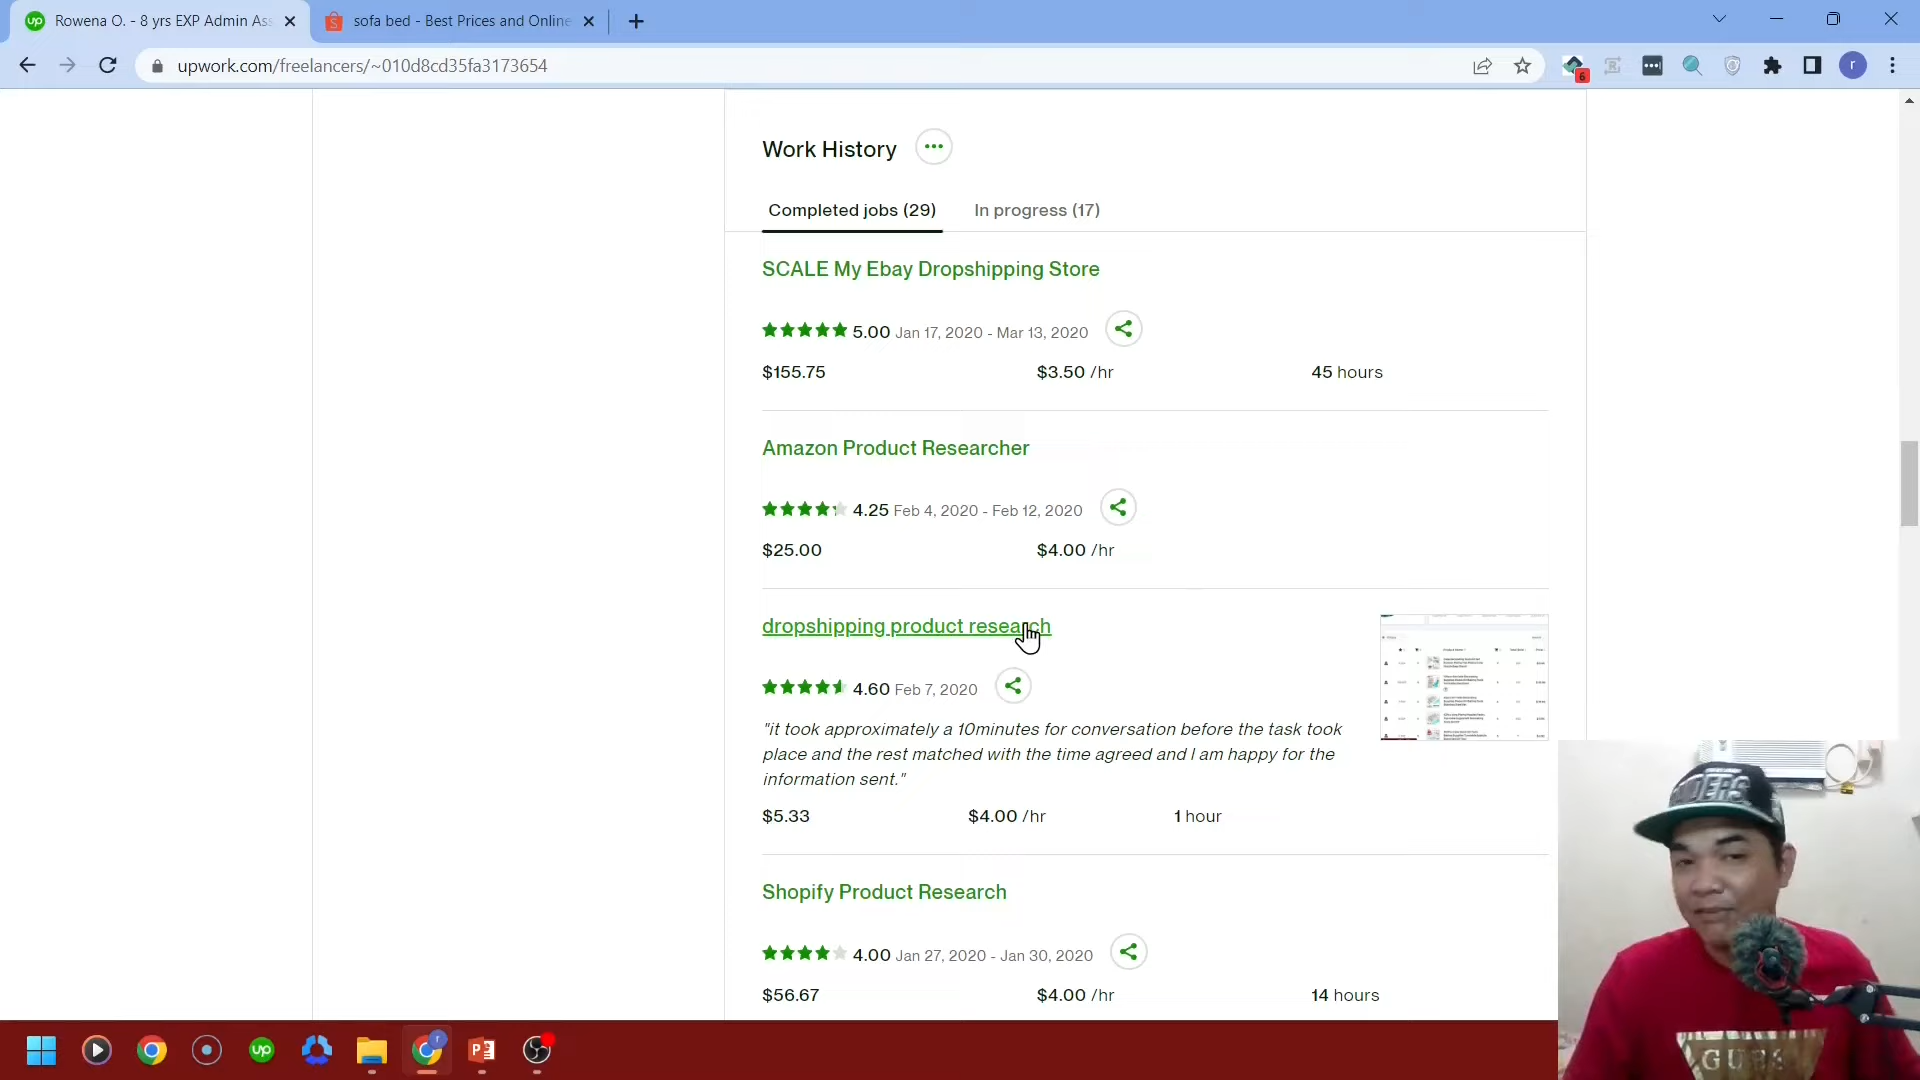 Rowena O. - 8 yrs EXP Admin Ass
sofa bed - Best Prices and Online
upwork.com/freelancers/~010d8cd35fa3173654
6
r
Work History
Completed jobs (29)
In progress (17)
SCALE My Ebay Dropshipping Store
5.00 Jan 17, 2020 - Mar 13, 2020
$155.75 $3.50 /hr 45 hours
Amazon Product Researcher
4.25 Feb 4, 2020 - Feb 12, 2020
$25.00 $4.00 /hr
dropshipping product research
4.60 Feb 7, 2020
"it took approximately a 10minutes for conversation before the task took
place and the rest matched with the time agreed and I am happy for the
information sent."
$5.33 $4.00 /hr 1 hour
Shopify Product Research
4.00 Jan 27, 2020 - Jan 30, 2020
$56.67 $4.00 /hr 14 hours
up